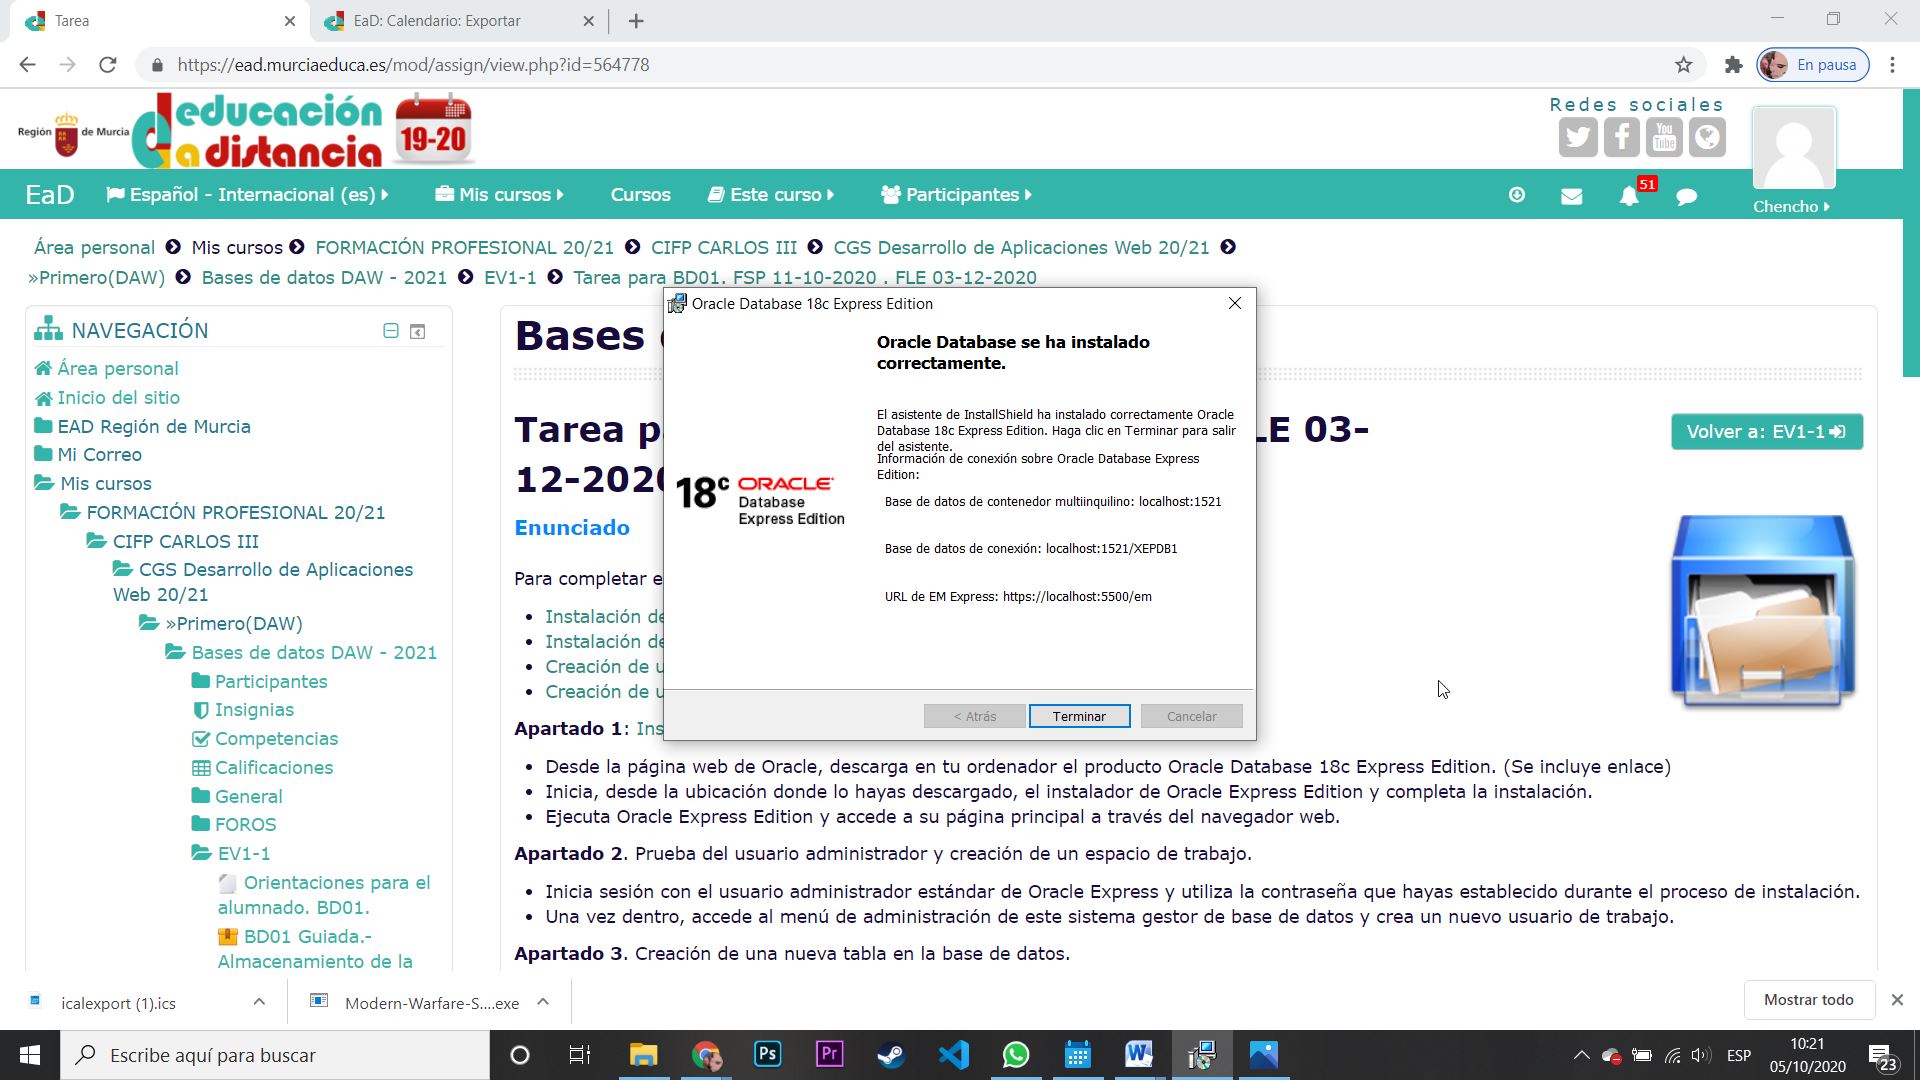 Tarea
EaD: Calendario: Exportar
https://ead.murciaeduca.es/mod/assign/view.php?id=564778
En pausa
Región de Murcia
educación
a distancia
19-20
Redes sociales
You
Tube
EaD
Español - Internacional (es)
Mis cursos
Cursos
Este curso
Participantes
51
Chencho
Área personal Mis cursos FORMACIÓN PROFESIONAL 20/21 CIFP CARLOS III CGS Desarrollo de Aplicaciones Web 20/21
»Primero(DAW) Bases de datos DAW - 2021 EV1-1 Tarea para BD01. FSP 11-10-2020 . FLE 03-12-2020
NAVEGACIÓN
Área personal
Inicio del sitio
EAD Región de Murcia
Mi Correo
Mis cursos
FORMACIÓN PROFESIONAL 20/21
CIFP CARLOS III
CGS Desarrollo de Aplicaciones
Web 20/21
»Primero(DAW)
Bases de datos DAW - 2021
Participantes
Insignias
Competencias
Calificaciones
General
FOROS
EV1-1
Orientaciones para el
alumnado. BD01.
BD01 Guiada.-
Almacenamiento de la
Bases
Tarea p
LE 03-
12-2020
Volver a: EV1-1
Enunciado
Para completar e
Instalación de
Instalación de
Creación de u
Creación de u
Apartado 1: Ins
Desde la página web de Oracle, descarga en tu ordenador el producto Oracle Database 18c Express Edition. (Se incluye enlace)
Inicia, desde la ubicación donde lo hayas descargado, el instalador de Oracle Express Edition y completa la instalación.
Ejecuta Oracle Express Edition y accede a su página principal a través del navegador web.
Apartado 2. Prueba del usuario administrador y creación de un espacio de trabajo.
Inicia sesión con el usuario administrador estándar de Oracle Express y utiliza la contraseña que hayas establecido durante el proceso de instalación.
Una vez dentro, accede al menú de administración de este sistema gestor de base de datos y crea un nuevo usuario de trabajo.
Apartado 3. Creación de una nueva tabla en la base de datos.
Oracle Database 18c Express Edition
Oracle Database se ha instalado
correctamente.
El asistente de InstallShield ha instalado correctamente Oracle
Database 18c Express Edition. Haga clic en Terminar para salir
del asistente.
Información de conexión sobre Oracle Database Express
Edition:
Base de datos de contenedor multiinquilino: localhost:1521
Base de datos de conexión: localhost:1521/XEPDB1
URL de EM Express: https://localhost:5500/em
18c ORACLE
Database
Express Edition
< Atrás
Terminar
Cancelar
icalexport (1).ics
Modern-Warfare-S....exe
Mostrar todo
Escribe aquí para buscar
Ps
Pr
W
ESP
10:21
05/10/2020
23